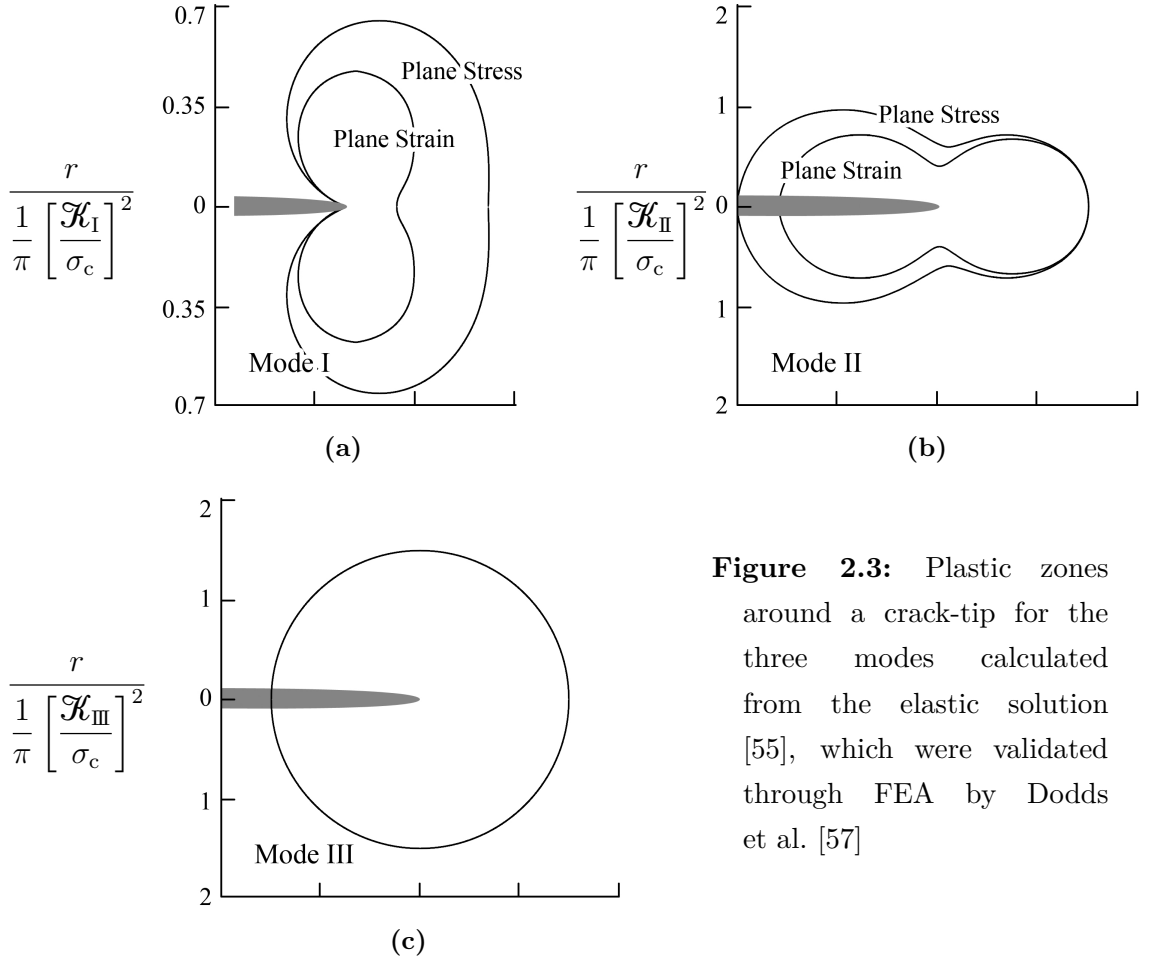 0.7
0.35
0
0.35
0.7
r
1
π
[𝒦_I
σ_c]^2
Plane Stress
Plane Strain
Mode I
(a)
2
1
0
1
2
r
1
π
[𝒦_II
σ_c]^2
Plane Stress
Plane Strain
Mode II
(b)
2
1
0
1
2
r
1
π
[𝒦_III
σ_c]^2
Mode III
(c)
Figure 2.3: Plastic zones
around a crack-tip for the
three modes calculated
from the elastic solution
[55], which were validated
through FEA by Dodds
et al. [57]